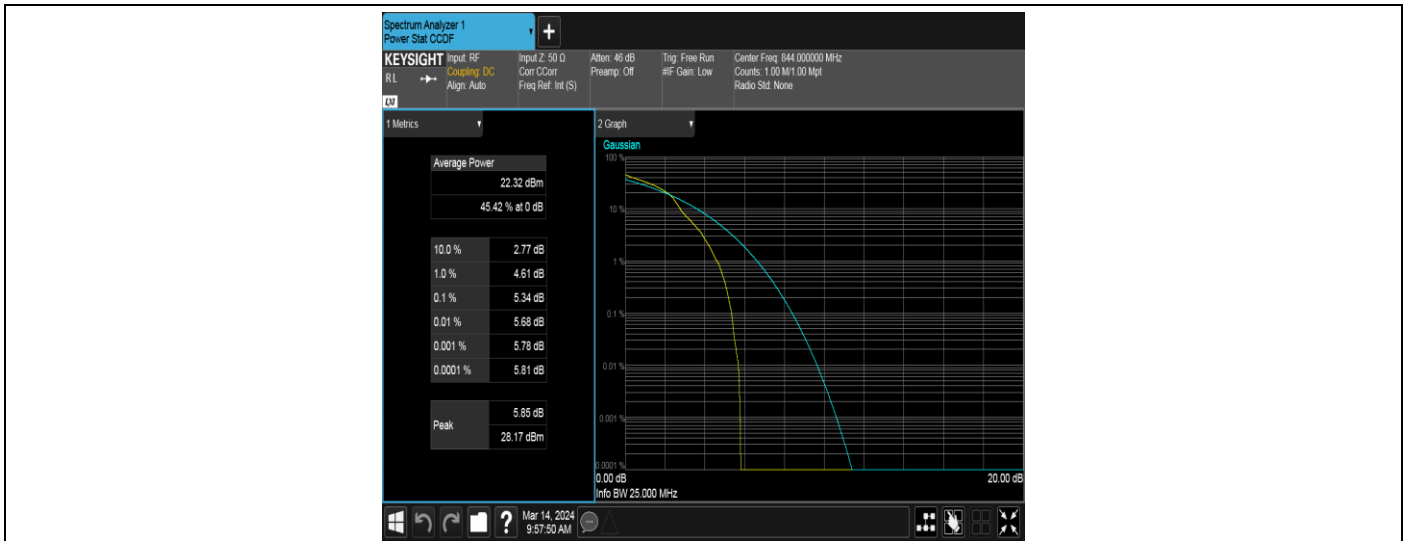 Spectrum Analyzer 1
Power Stat CCDF
+
KEYSIGHT
RL
LXI
Input: RF
Coupling: DC
Align: Auto
Input Z: 50 Ω
Corr CCorr
Freq Ref: Int (S)
Atten: 46 dB
Preamp: Off
Trig: Free Run
#IF Gain: Low
Center Freq: 844.000000 MHz
Counts: 1.00 M/1.00 Mpt
Radio Std: None
1 Metrics
Average Power
22.32 dBm
45.42 % at 0 dB
10.0 % 2.77 dB
1.0 % 4.61 dB
0.1 % 5.34 dB
0.01 % 5.68 dB
0.001 % 5.78 dB
0.0001 % 5.81 dB
Peak
5.85 dB
28.17 dBm
2 Graph
Gaussian
100 %
10 %
1 %
0.1 %
0.01 %
0.001 %
0.0001 %
0.00 dB 20.00 dB
Info BW 25.000 MHz
?
Mar 14, 2024
9:57:50 AM